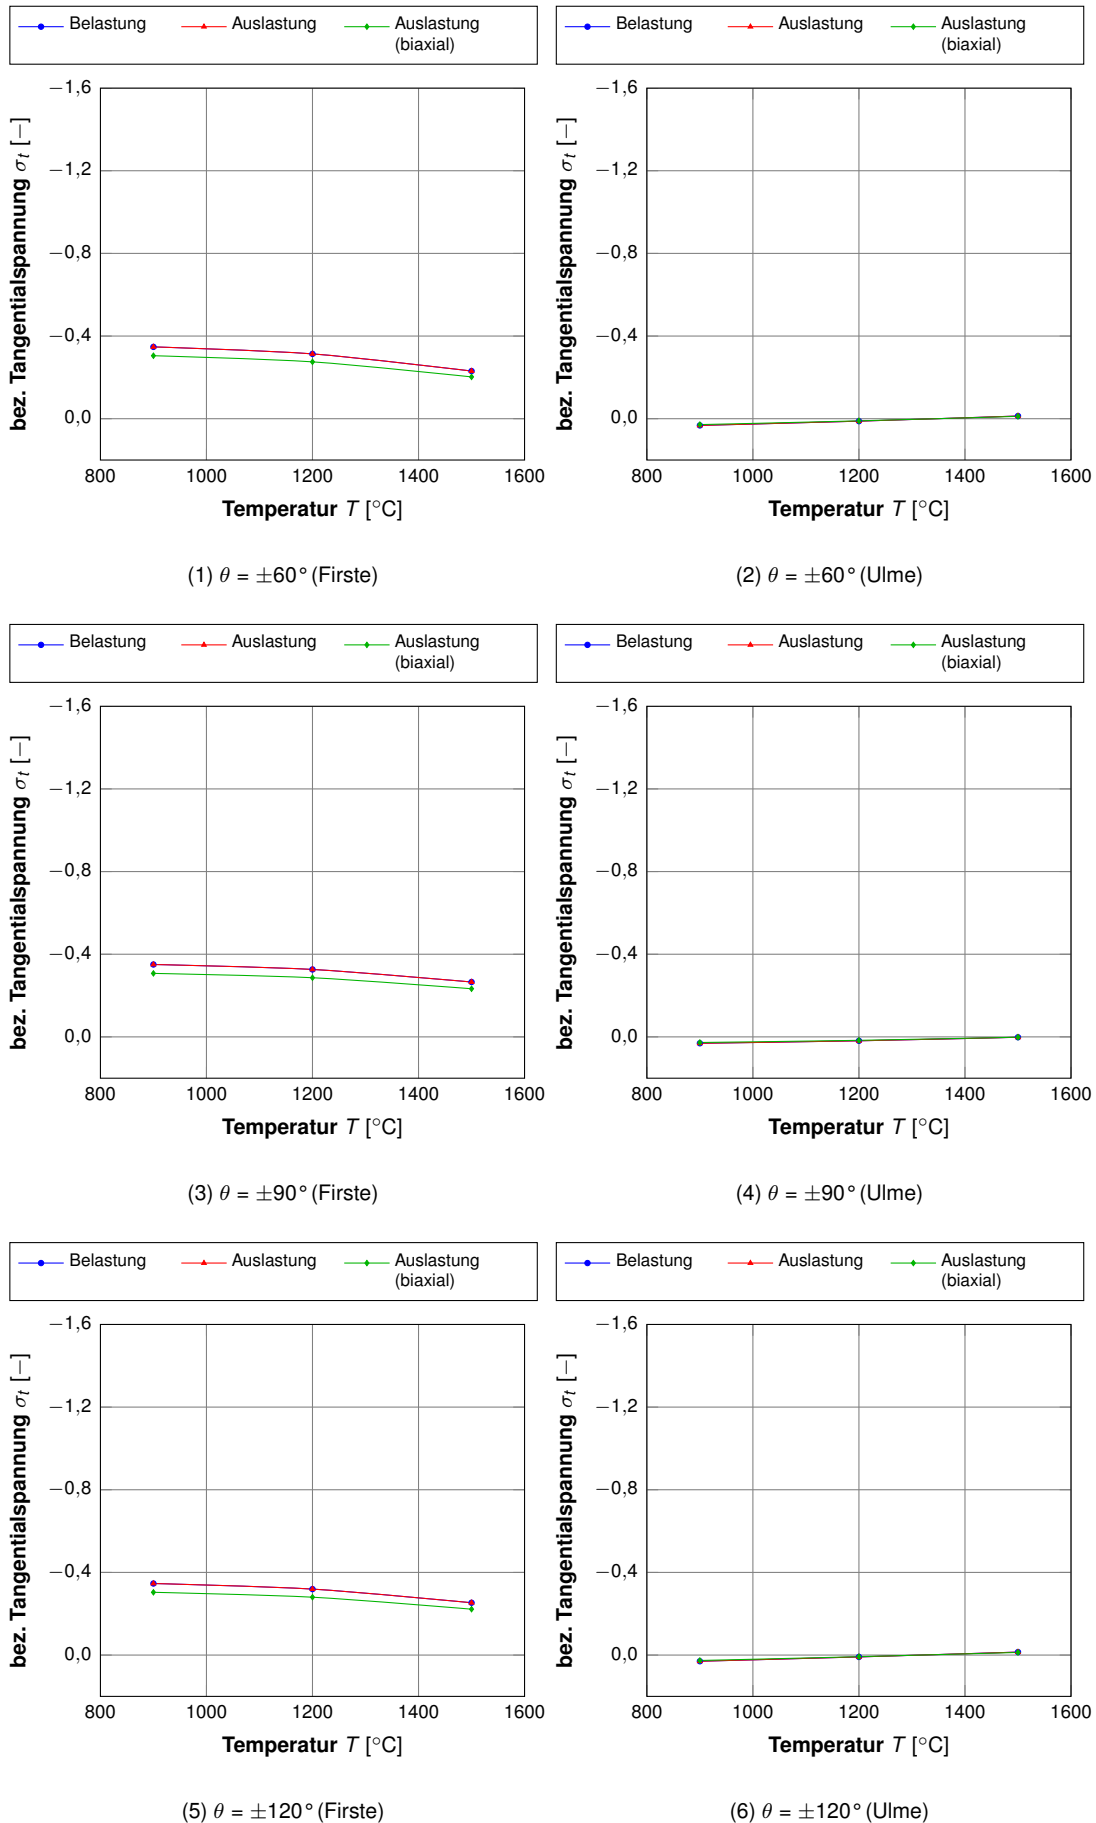 Belastung Auslastung Auslastung (biaxial)
−1,6
−1,2
−0,8
−0,4
0,0
800 1000 1200 1400 1600
bez. Tangentialspannung σt [−]
Temperatur T [°C]
(1) θ = ±60° (Firste)
Belastung Auslastung Auslastung (biaxial)
−1,6
−1,2
−0,8
−0,4
0,0
800 1000 1200 1400 1600
bez. Tangentialspannung σt [−]
Temperatur T [°C]
(2) θ = ±60° (Ulme)
Belastung Auslastung Auslastung (biaxial)
−1,6
−1,2
−0,8
−0,4
0,0
800 1000 1200 1400 1600
bez. Tangentialspannung σt [−]
Temperatur T [°C]
(3) θ = ±90° (Firste)
Belastung Auslastung Auslastung (biaxial)
−1,6
−1,2
−0,8
−0,4
0,0
800 1000 1200 1400 1600
bez. Tangentialspannung σt [−]
Temperatur T [°C]
(4) θ = ±90° (Ulme)
Belastung Auslastung Auslastung (biaxial)
−1,6
−1,2
−0,8
−0,4
0,0
800 1000 1200 1400 1600
bez. Tangentialspannung σt [−]
Temperatur T [°C]
(5) θ = ±120° (Firste)
Belastung Auslastung Auslastung (biaxial)
−1,6
−1,2
−0,8
−0,4
0,0
800 1000 1200 1400 1600
bez. Tangentialspannung σt [−]
Temperatur T [°C]
(6) θ = ±120° (Ulme)